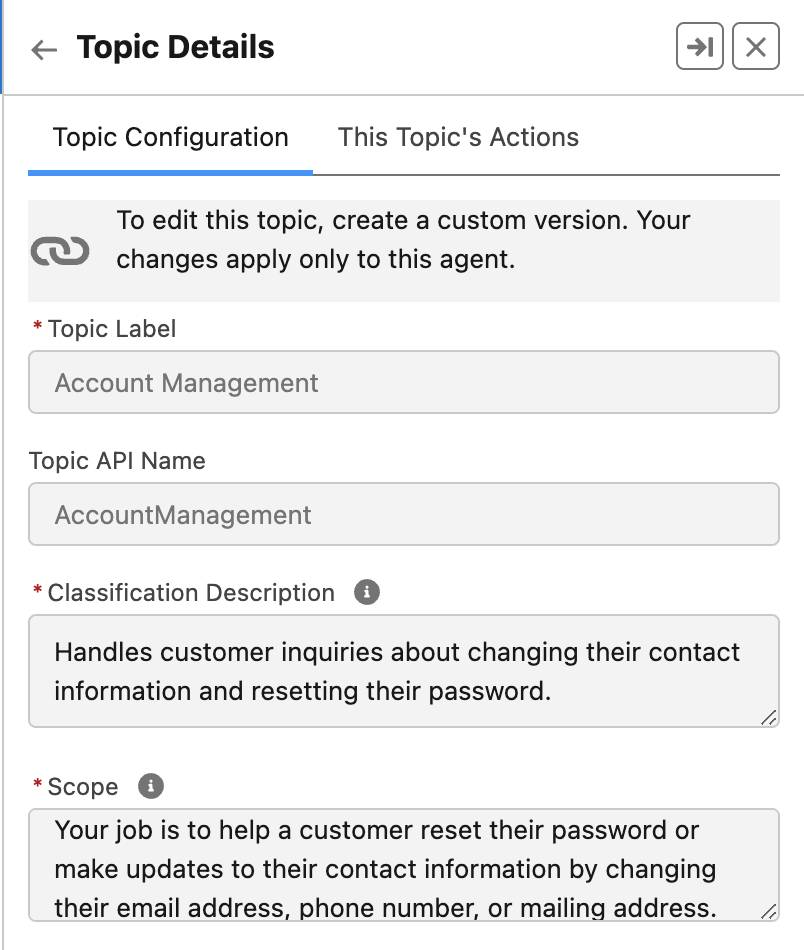 Topic Details
Topic Configuration
This Topic's Actions
To edit this topic, create a custom version. Your
changes apply only to this agent.
* Topic Label
Account Management
Topic API Name
AccountManagement
* Classification Description
Handles customer inquiries about changing their contact
information and resetting their password.
* Scope
Your job is to help a customer reset their password or
make updates to their contact information by changing
their email address, phone number, or mailing address.